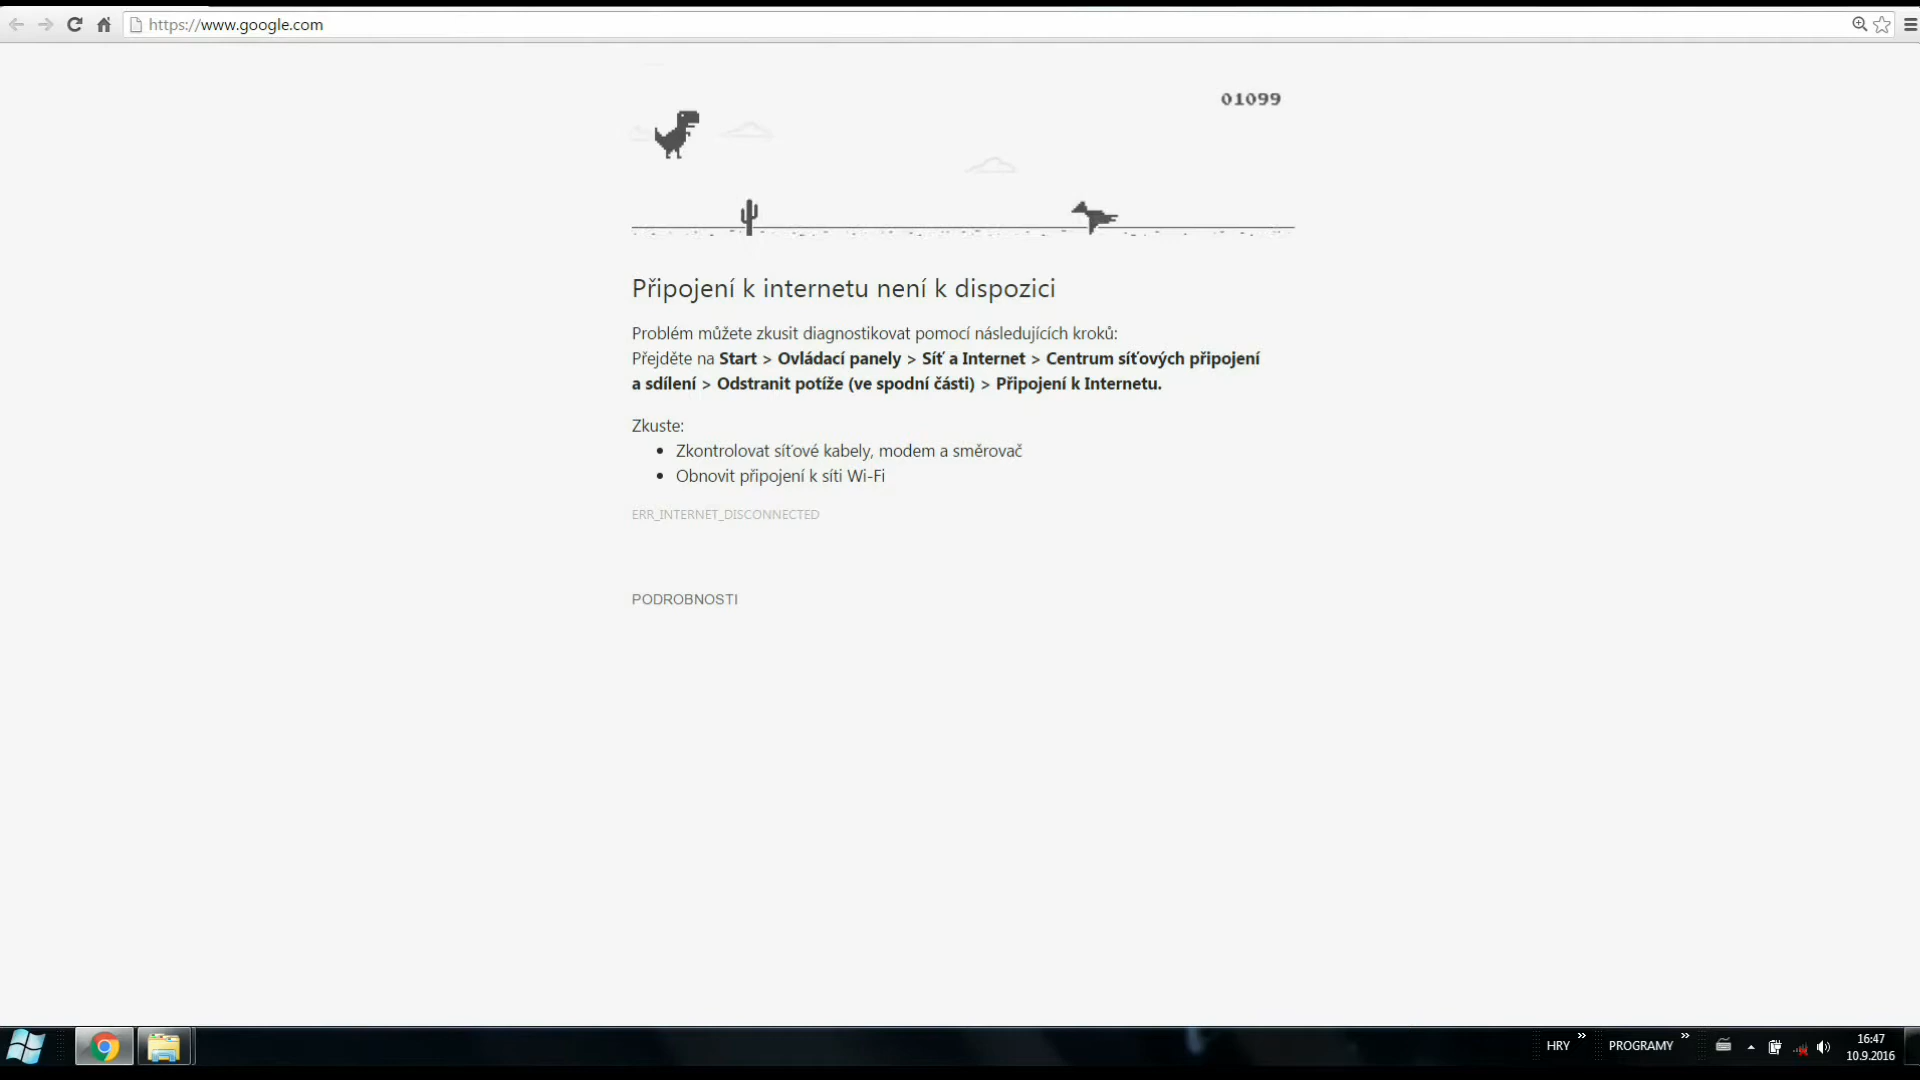 https://www.google.com
01099
Připojení k internetu není k dispozici
Problém můžete zkusit diagnostikovat pomocí následujících kroků:
Přejděte na Start > Ovládací panely > Síť a Internet > Centrum síťových připojení
a sdílení > Odstranit potíže (ve spodní části) > Připojení k Internetu.
Zkuste:
• Zkontrolovat síťové kabely, modem a směrovač
• Obnovit připojení k síti Wi-Fi
ERR_INTERNET_DISCONNECTED
PODROBNOSTI
HRY »
PROGRAMY »
16:47
10.9.2016